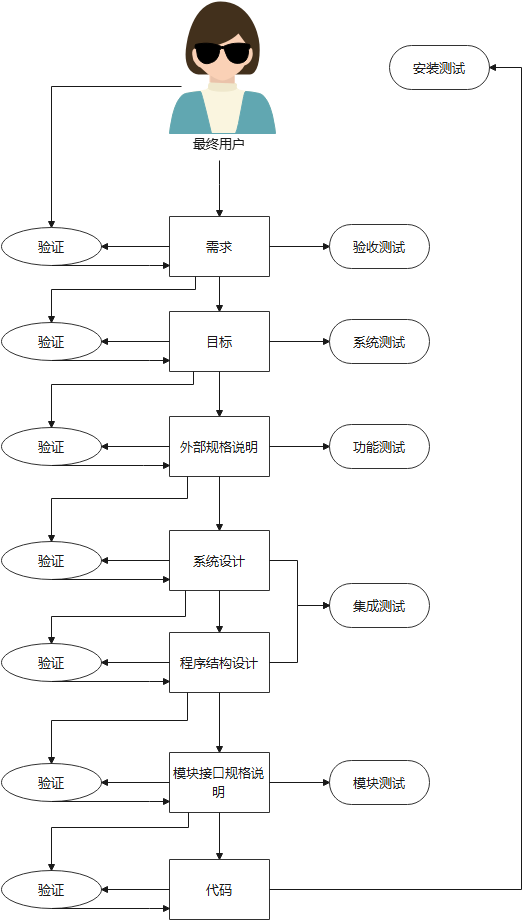 安装测试
最终用户
验证
需求
验收测试
验证
目标
系统测试
验证
外部规格说明
功能测试
验证
系统设计
集成测试
验证
程序结构设计
验证
模块接口规格说
明
模块测试
验证
代码